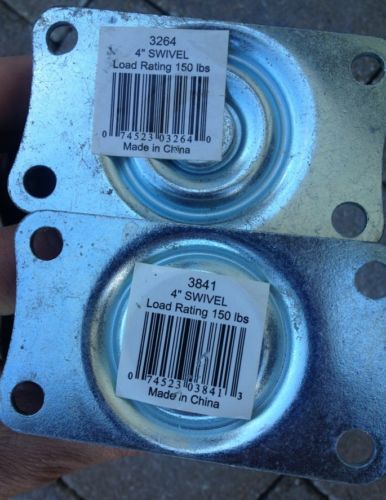 3264
4" SWIVEL
Load Rating 150 lbs
0 74523 03264 0
Made in China
3841
4" SWIVEL
Load Rating 150 lbs
0 74523 03841 3
Made in China